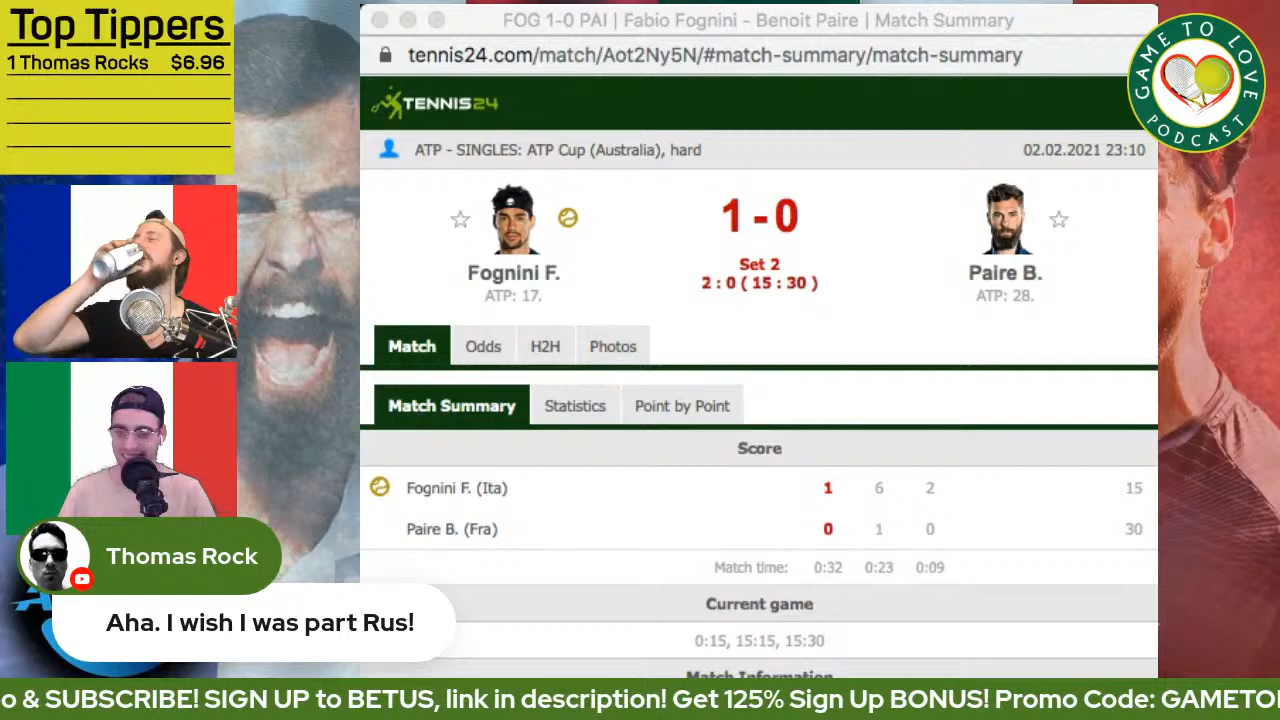 Top Tippers
1 Thomas Rocks $6.96
FOG 1-0 PAI | Fabio Fognini - Benoit Paire | Match Summary
tennis24.com/match/Aot2Ny5N/#match-summary/match-summary
GAME TO LOVE
PODCAST
TENNIS24
ATP - SINGLES: ATP Cup (Australia), hard 02.02.2021 23:10
1 - 0
Fognini F. Set 2 Paire B.
ATP: 17. 2 : 0 ( 15 : 30 ) ATP: 28.
Match Odds H2H Photos
Match Summary Statistics Point by Point
Score
Fognini F. (Ita) 1 6 2 15
Paire B. (Fra) 0 1 0 30
Match time: 0:32 0:23 0:09
Current game
0:15, 15:15, 15:30
Match Information
Thomas Rock
Aha. I wish I was part Rus!
o & SUBSCRIBE! SIGN UP to BETUS, link in description! Get 125% Sign Up BONUS! Promo Code: GAMETO